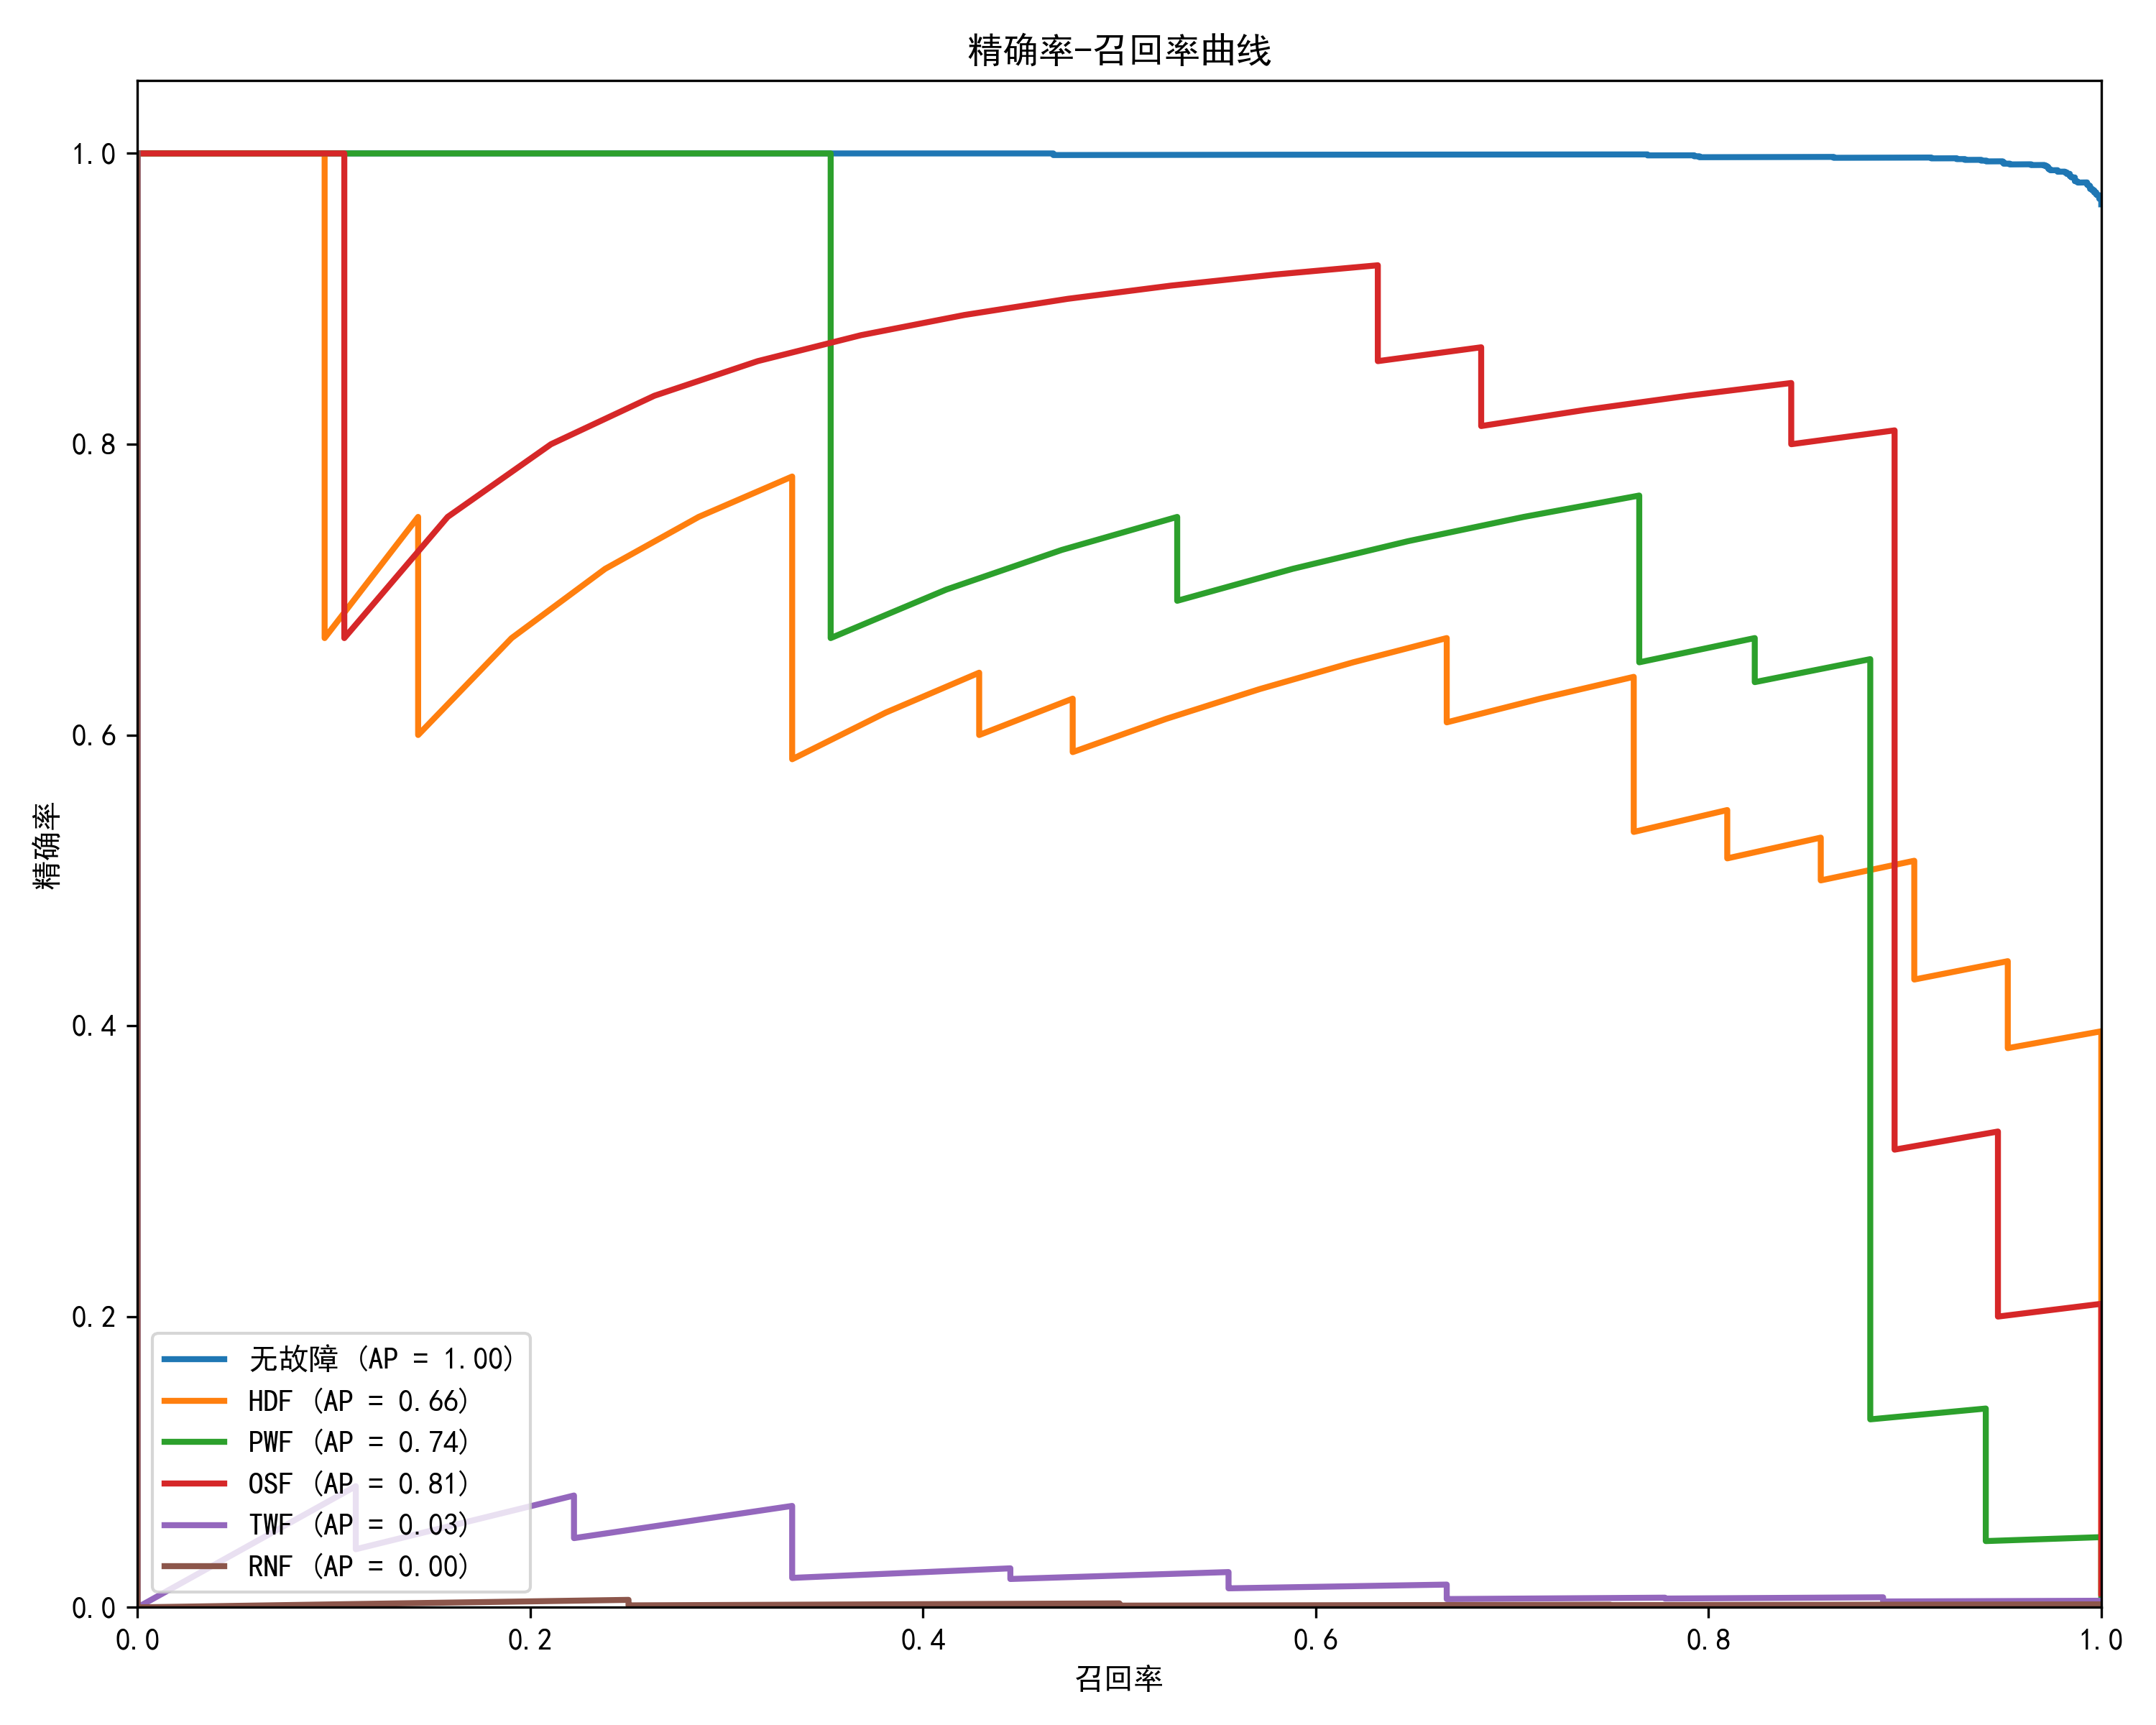 精确率-召回率曲线
精确率
1.0
0.8
0.6
0.4
0.2
0.0
无故障 (AP = 1.00)
HDF (AP = 0.66)
PWF (AP = 0.74)
OSF (AP = 0.81)
TWF (AP = 0.03)
RNF (AP = 0.00)
0.0 0.2 0.4 0.6 0.8 1.0
召回率